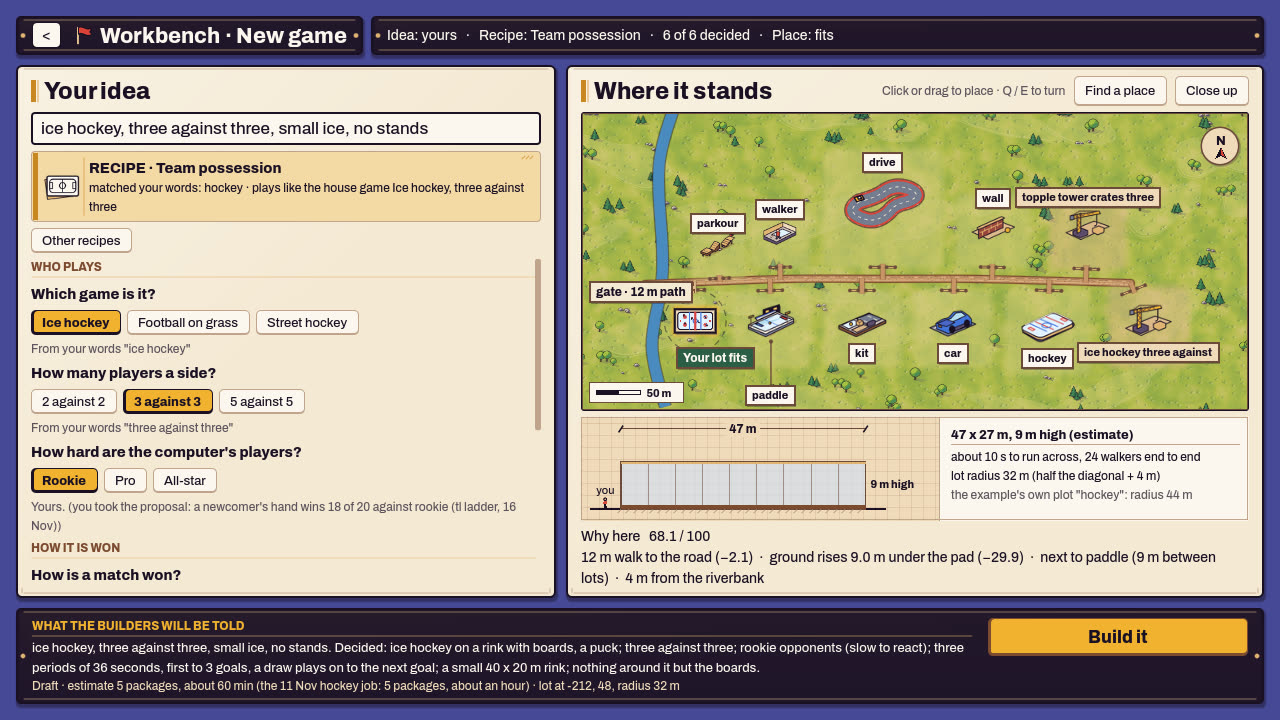 <
Workbench · New game
Idea: yours · Recipe: Team possession · 6 of 6 decided · Place: fits
Your idea
ice hockey, three against three, small ice, no stands
RECIPE · Team possession
matched your words: hockey · plays like the house game Ice hockey, three against
three
Other recipes
WHO PLAYS
Which game is it?
Ice hockey
Football on grass
Street hockey
From your words "ice hockey"
How many players a side?
2 against 2
3 against 3
5 against 5
From your words "three against three"
How hard are the computer's players?
Rookie
Pro
All-star
Yours. (you took the proposal: a newcomer's hand wins 18 of 20 against rookie (tl ladder, 16
Nov))
HOW IT IS WON
How is a match won?
Where it stands
Click or drag to place · Q / E to turn
Find a place
Close up
N
drive
walker
parkour
wall
topple tower crates three
gate · 12 m path
Your lot fits
kit
car
hockey
ice hockey three against
paddle
50 m
47 m
you
9 m high
47 x 27 m, 9 m high (estimate)
about 10 s to run across, 24 walkers end to end
lot radius 32 m (half the diagonal + 4 m)
the example's own plot "hockey": radius 44 m
Why here 68.1 / 100
12 m walk to the road (−2.1) · ground rises 9.0 m under the pad (−29.9) · next to paddle (9 m between
lots) · 4 m from the riverbank
WHAT THE BUILDERS WILL BE TOLD
ice hockey, three against three, small ice, no stands. Decided: ice hockey on a rink with boards, a puck; three against three; rookie opponents (slow to react); three
periods of 36 seconds, first to 3 goals, a draw plays on to the next goal; a small 40 x 20 m rink; nothing around it but the boards.
Draft · estimate 5 packages, about 60 min (the 11 Nov hockey job: 5 packages, about an hour) · lot at -212, 48, radius 32 m
Build it